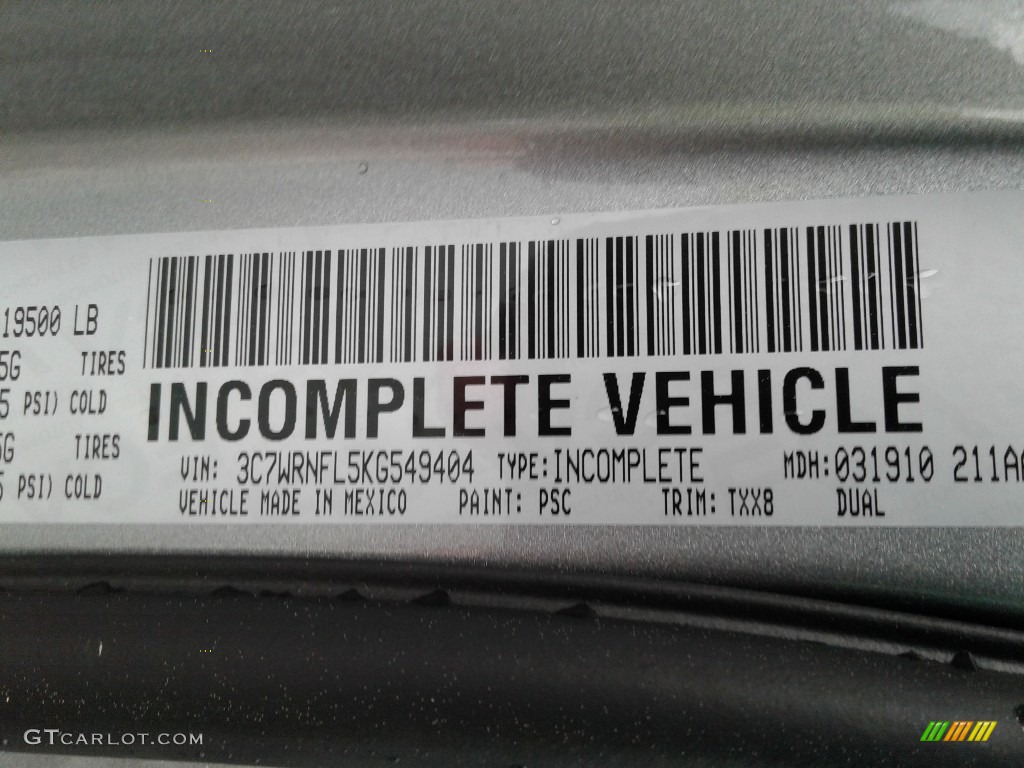 19500 LB
5G TIRES
5 PSI) COLD
5G TIRES
5 PSI) COLD
INCOMPLETE VEHICLE
VIN: 3C7WRNFL5KG549404 TYPE:INCOMPLETE MDH:031910 211AA
VEHICLE MADE IN MEXICO PAINT: PSC TRIM: TXX8 DUAL
GTCARLOT.COM